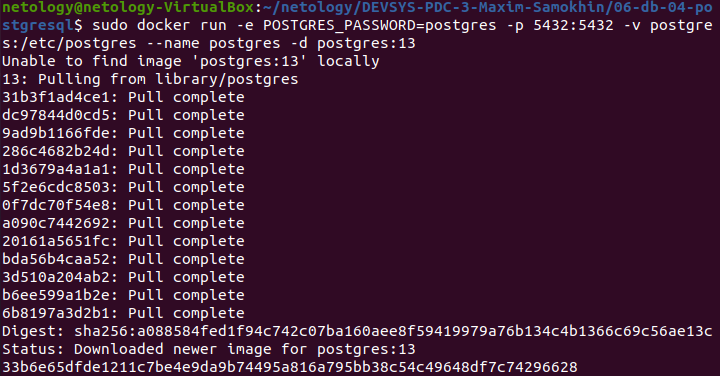 netology@netology-VirtualBox:~/netology/DEVSYS-PDC-3-Maxim-Samokhin/06-db-04-po
stgresql$ sudo docker run -e POSTGRES_PASSWORD=postgres -p 5432:5432 -v postgre
s:/etc/postgres --name postgres -d postgres:13
Unable to find image 'postgres:13' locally
13: Pulling from library/postgres
31b3f1ad4ce1: Pull complete
dc97844d0cd5: Pull complete
9ad9b1166fde: Pull complete
286c4682b24d: Pull complete
1d3679a4a1a1: Pull complete
5f2e6cdc8503: Pull complete
0f7dc70f54e8: Pull complete
a090c7442692: Pull complete
20161a5651fc: Pull complete
bda56b4caa52: Pull complete
3d510a204ab2: Pull complete
b6ee599a1b2e: Pull complete
6b8197a3d2b1: Pull complete
Digest: sha256:a088584fed1f94c742c07ba160aee8f59419979a76b134c4b1366c69c56ae13c
Status: Downloaded newer image for postgres:13
33b6e65dfde1211c7be4e9da9b74495a816a795bb38c54c49648df7c74296628